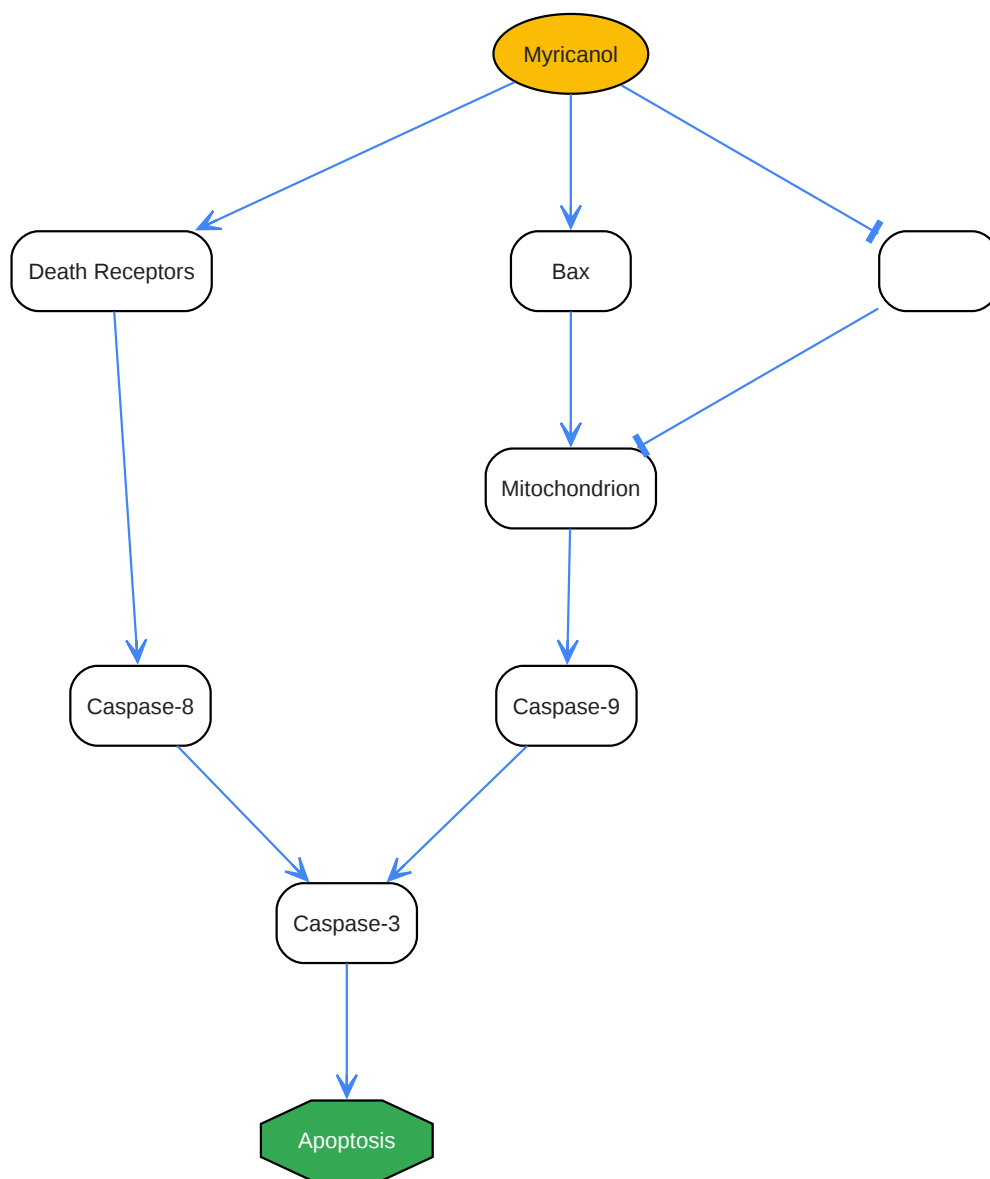 Myricanol
Death Receptors
Bax
Mitochondrion
Caspase-8
Caspase-9
Caspase-3
Apoptosis